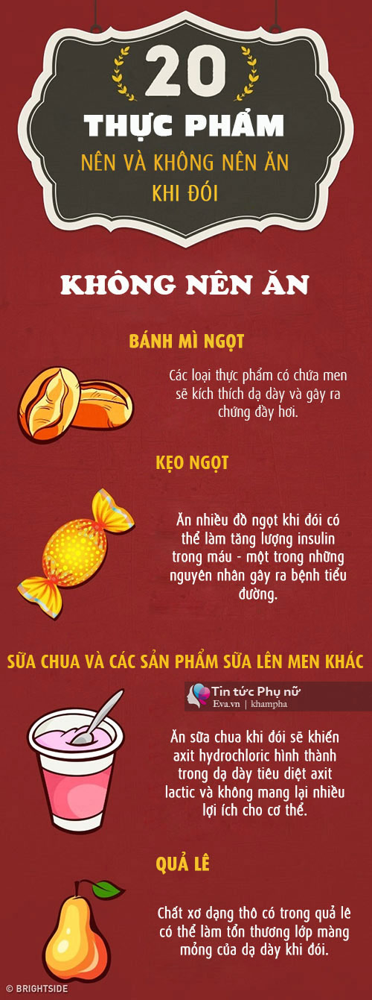 20
THỰC PHẨM
NÊN VÀ KHÔNG NÊN ĂN
KHI ĐÓI
KHÔNG NÊN ĂN
BÁNH MÌ NGỌT
Các loại thực phẩm có chứa men
sẽ kích thích dạ dày và gây ra
chứng đầy hơi.
KẸO NGỌT
Ăn nhiều đồ ngọt khi đói có
thể làm tăng lượng insulin
trong máu - một trong những
nguyên nhân gây ra bệnh tiểu
đường.
SỮA CHUA VÀ CÁC SẢN PHẨM SỮA LÊN MEN KHÁC
Tin tức Phụ nữ
Eva.vn | khampha
Ăn sữa chua khi đói sẽ khiến
axit hydrochloric hình thành
trong dạ dày tiêu diệt axit
lactic và không mang lại nhiều
lợi ích cho cơ thể.
QUẢ LÊ
Chất xơ dạng thô có trong quả lê
có thể làm tổn thương lớp màng
mỏng của dạ dày khi đói.
© BRIGHTSIDE